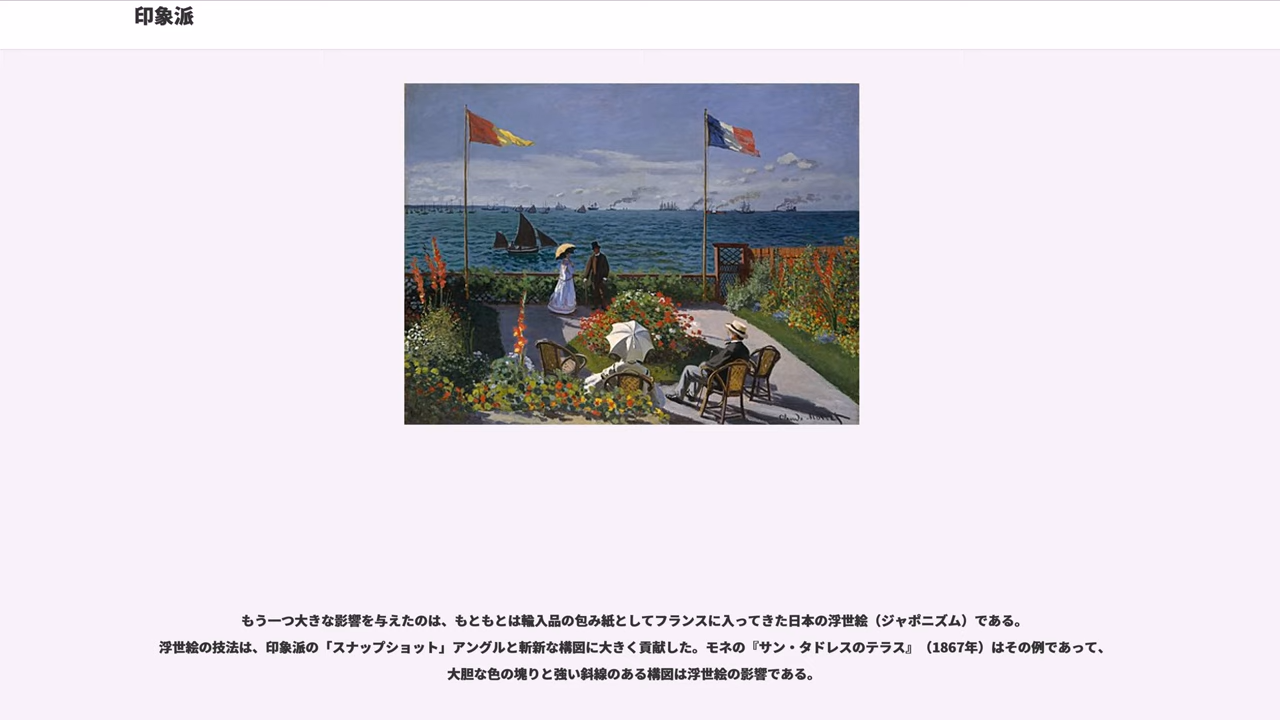 印象派
もう一つ大きな影響を与えたのは、もともとは輸入品の包み紙としてフランスに入ってきた日本の浮世絵（ジャポニズム）である。
浮世絵の技法は、印象派の「スナップショット」アングルと斬新な構図に大きく貢献した。モネの『サン・タドレスのテラス』（1867年）はその例であって、
大胆な色の塊りと強い斜線のある構図は浮世絵の影響である。